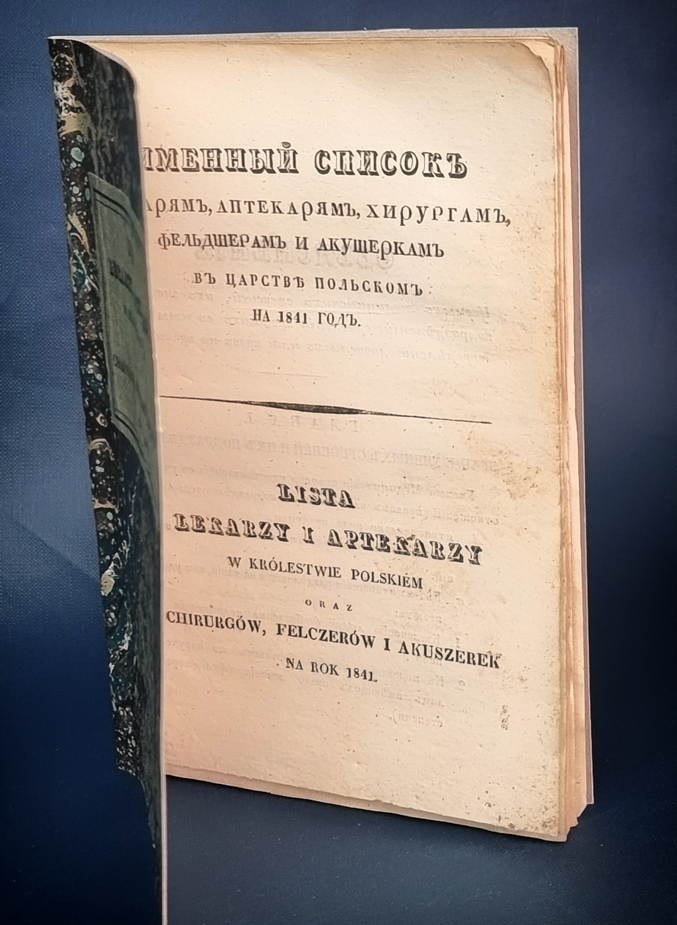 ИМЕННЫЙ СПИСОКЪ
АРЯМЪ, АПТЕКАРЯМЪ, ХИРУРГАМЪ,
ФЕЛЬДШЕРАМЪ И АКУШЕРКАМЪ
ВЪ ЦАРСТВѢ ПОЛЬСКОМЪ
НА 1841 ГОДЪ.
LISTA
LEKARZY I APTEKARZY
W KRÓLESTWIE POLSKIÉM
ORAZ
CHIRURGÓW, FELCZERÓW I AKUSZEREK
NA ROK 1841.